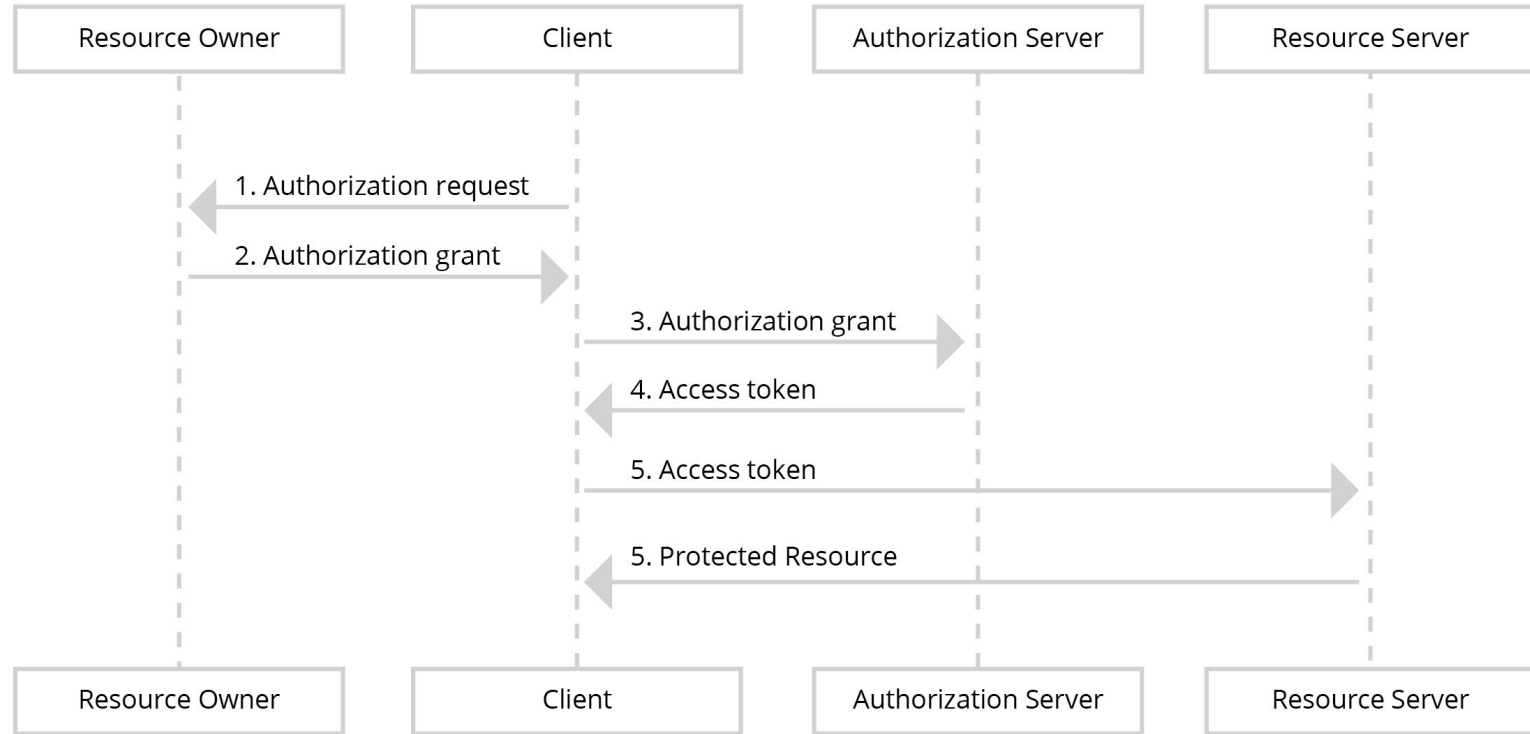 Resource Owner
Client
Authorization Server
Resource Server
1. Authorization request
2. Authorization grant
3. Authorization grant
4. Access token
5. Access token
5. Protected Resource
Resource Owner
Client
Authorization Server
Resource Server